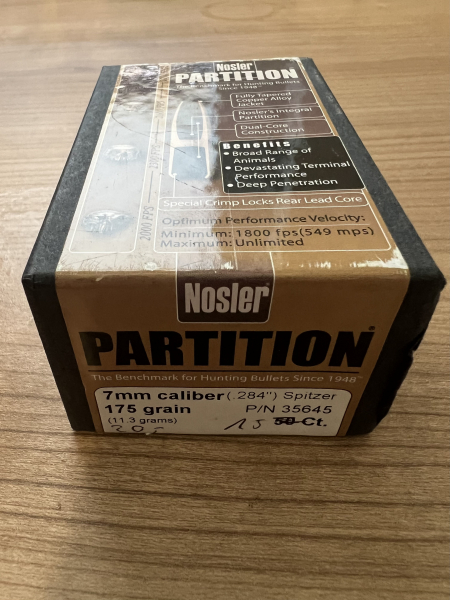 Nosler
PARTITION
The Benchmark for Hunting Bullets
Since 1948™
Fully Tapered
Copper Alloy
Jacket
Nosler's Integral
Partition
Dual-Core
Construction
Benefits
• Broad Range of
Animals
• Devastating Terminal
Performance
• Deep Penetration
Special Crimp Locks Rear Lead Core
Optimum Performance Velocity:
Minimum: 1800 fps(549 mps)
Maximum: Unlimited
2000 FPS
Nosler®
PARTITION®
The Benchmark for Hunting Bullets Since 1948™
7mm caliber (.284") Spitzer
175 grain P/N 35645
(11.3 grams) 15 50 Ct.